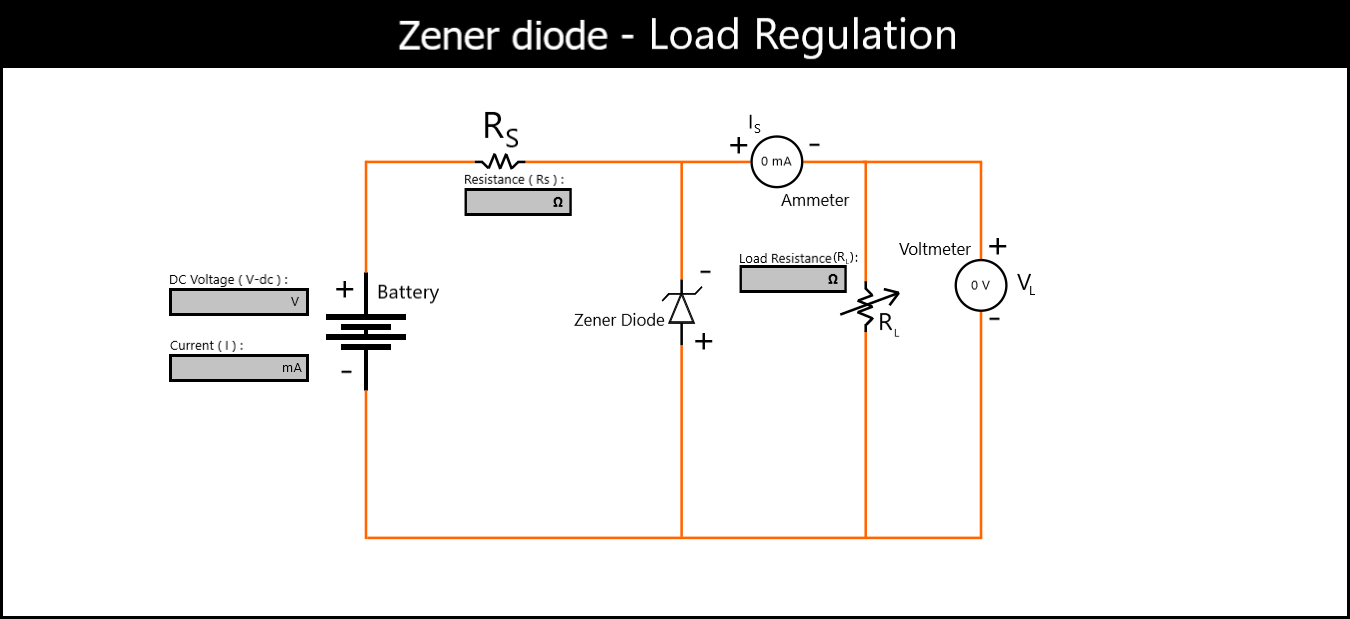 Zener diode - Load Regulation
RS
Resistance ( Rs ) :
Ω
IS
+ -
0 mA
Ammeter
DC Voltage ( V-dc ) :
V
Current ( I ) :
mA
+
Battery
-
-
Zener Diode
+
Load Resistance(RL):
Ω
RL
Voltmeter
+
0 V
VL
-